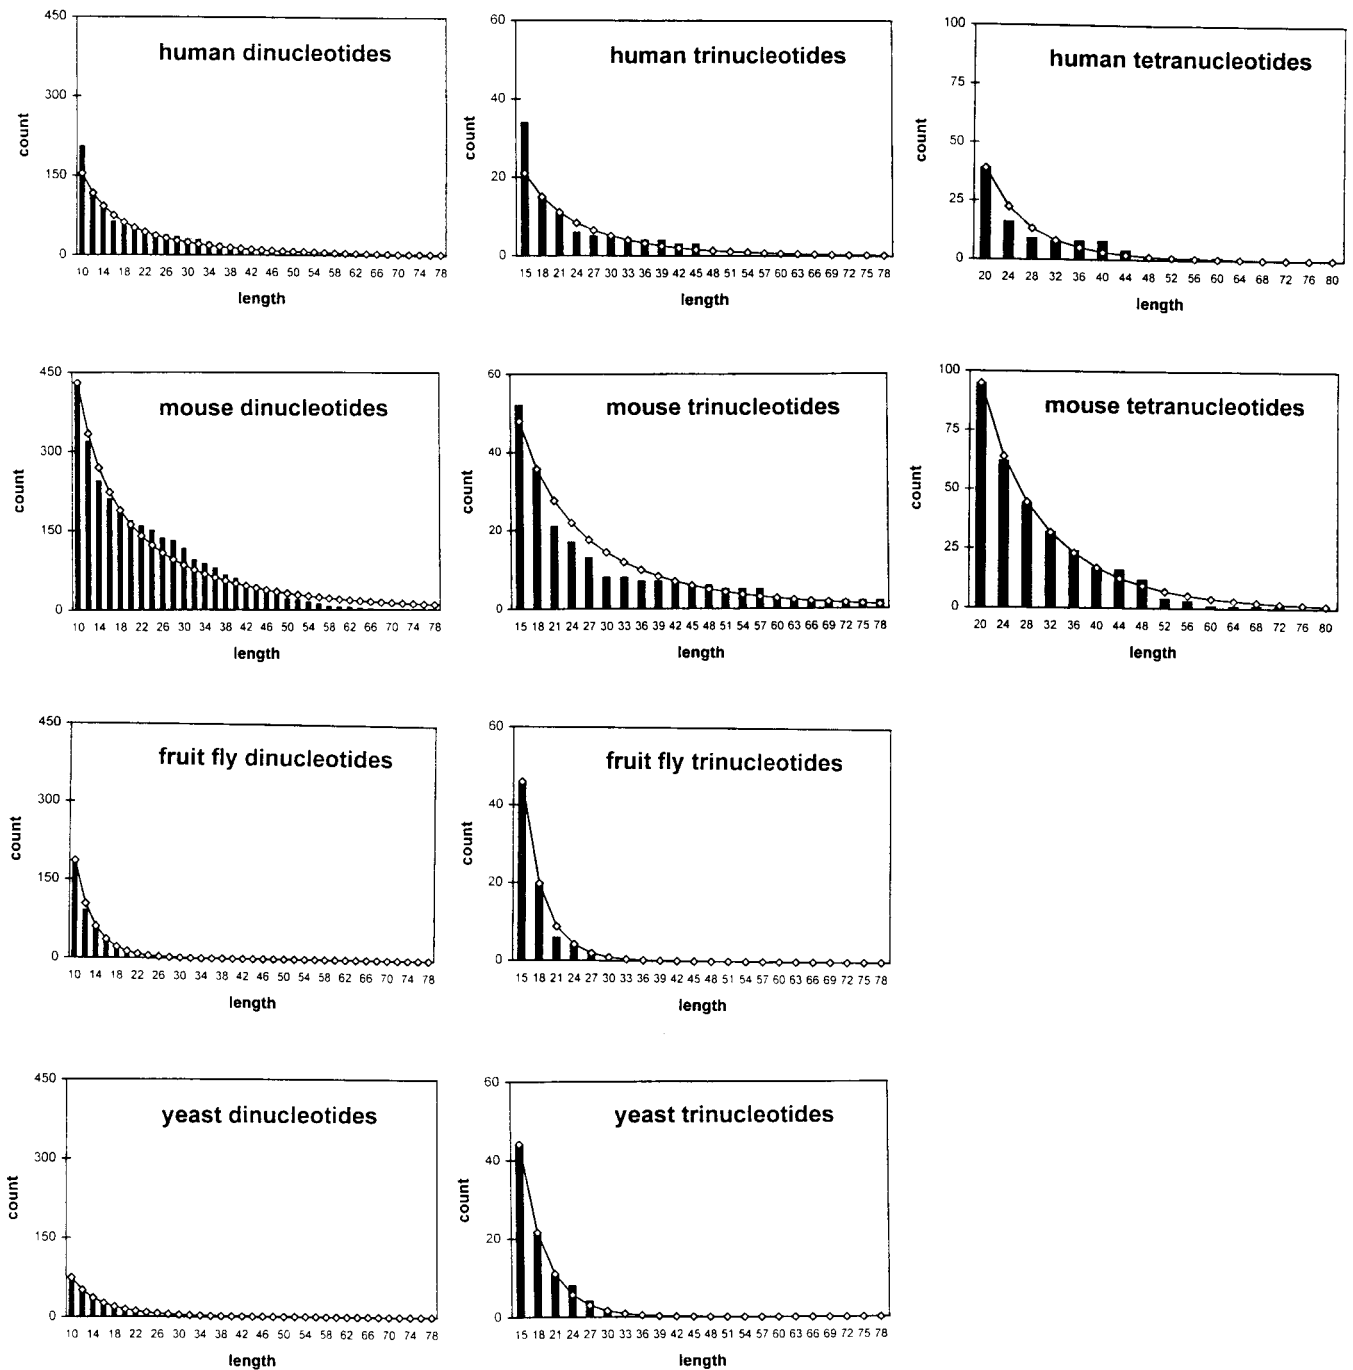 human dinucleotides
450
300
150
0
count
10 14 18 22 26 30 34 38 42 46 50 54 58 62 66 70 74 78
length
human trinucleotides
60
40
20
0
count
15 18 21 24 27 30 33 36 39 42 45 48 51 54 57 60 63 66 69 72 75 78
length
human tetranucleotides
100
75
50
25
0
count
20 24 28 32 36 40 44 48 52 56 60 64 68 72 76 80
length
mouse dinucleotides
450
300
150
0
count
10 14 18 22 26 30 34 38 42 46 50 54 58 62 66 70 74 78
length
mouse trinucleotides
60
40
20
0
count
15 18 21 24 27 30 33 36 39 42 45 48 51 54 57 60 63 66 69 72 75 78
length
mouse tetranucleotides
100
75
50
25
0
count
20 24 28 32 36 40 44 48 52 56 60 64 68 72 76 80
length
fruit fly dinucleotides
450
300
150
0
count
10 14 18 22 26 30 34 38 42 46 50 54 58 62 66 70 74 78
length
fruit fly trinucleotides
60
40
20
0
count
15 18 21 24 27 30 33 36 39 42 45 48 51 54 57 60 63 66 69 72 75 78
length
yeast dinucleotides
450
300
150
0
count
10 14 18 22 26 30 34 38 42 46 50 54 58 62 66 70 74 78
length
yeast trinucleotides
60
40
20
0
count
15 18 21 24 27 30 33 36 39 42 45 48 51 54 57 60 63 66 69 72 75 78
length